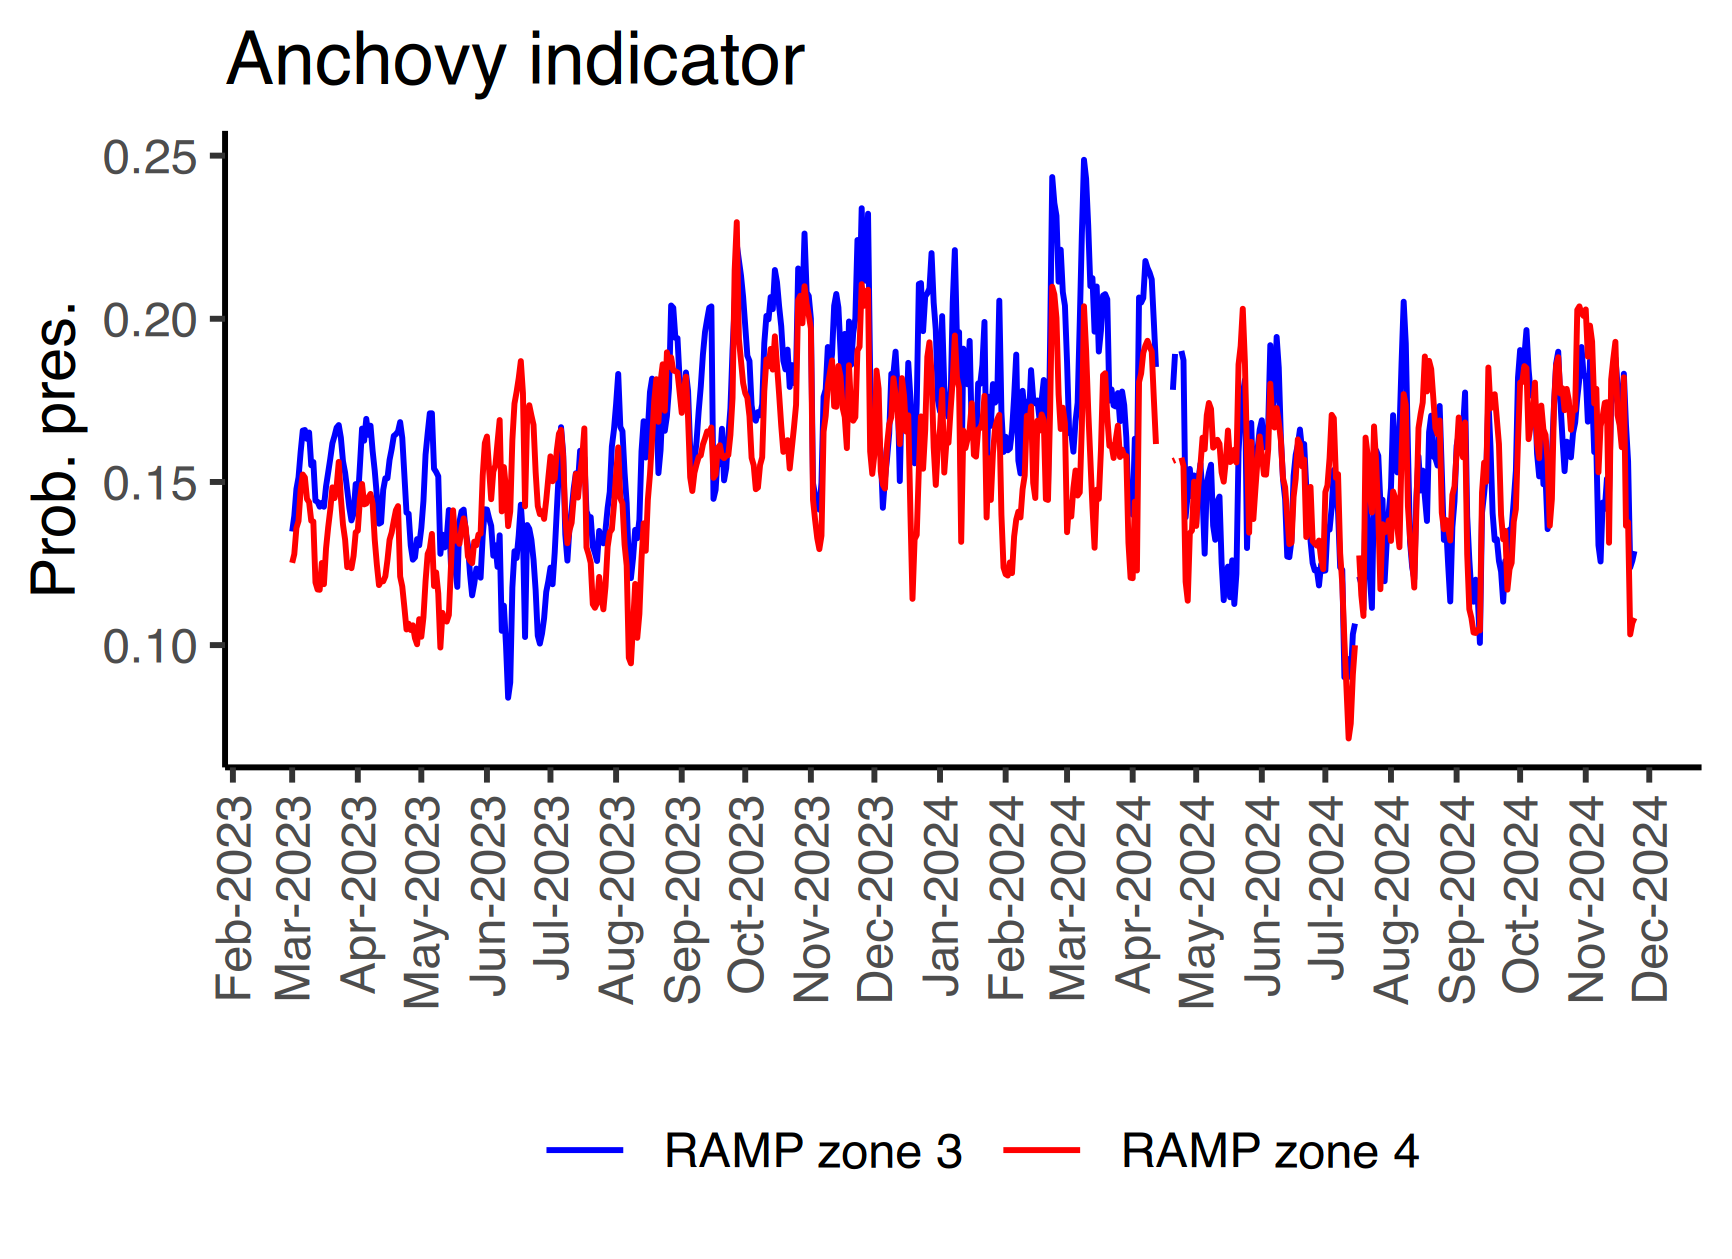 Anchovy indicator
Prob. pres.
0.25
0.20
0.15
0.10
Feb-2023
Mar-2023
Apr-2023
May-2023
Jun-2023
Jul-2023
Aug-2023
Sep-2023
Oct-2023
Nov-2023
Dec-2023
Jan-2024
Feb-2024
Mar-2024
Apr-2024
May-2024
Jun-2024
Jul-2024
Aug-2024
Sep-2024
Oct-2024
Nov-2024
Dec-2024
RAMP zone 3 RAMP zone 4